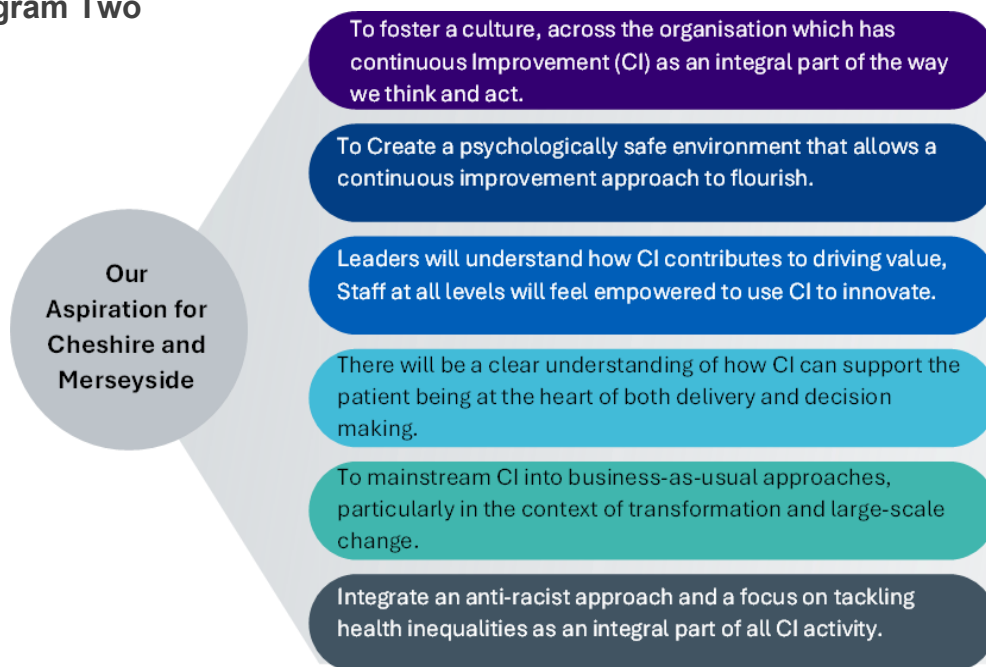 gram Two
To foster a culture, across the organisation which has
continuous Improvement (CI) as an integral part of the way
we think and act.
To Create a psychologically safe environment that allows a
continuous improvement approach to flourish.
Leaders will understand how CI contributes to driving value,
Staff at all levels will feel empowered to use CI to innovate.
Our
Aspiration for
Cheshire and
Merseyside
There will be a clear understanding of how CI can support the
patient being at the heart of both delivery and decision
making.
To mainstream CI into business-as-usual approaches,
particularly in the context of transformation and large-scale
change.
Integrate an anti-racist approach and a focus on tackling
health inequalities as an integral part of all CI activity.